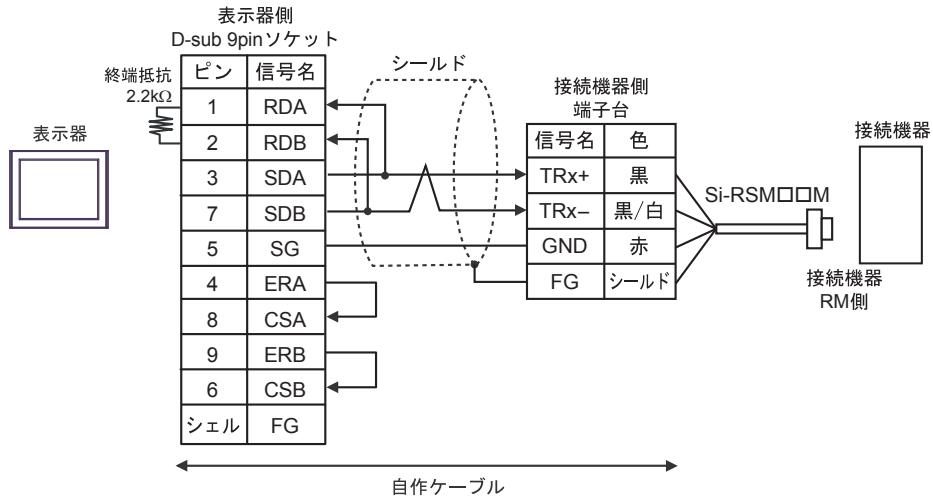 表示器側
D-sub 9pinソケット
シールド
接続機器側
端子台
終端抵抗
2.2kΩ
表示器
接続機器
ピン 信号名
1 RDA
2 RDB
3 SDA
7 SDB
5 SG
4 ERA
8 CSA
9 ERB
6 CSB
シェル FG
信号名 色
TRx+ 黒
TRx− 黒/白
GND 赤
FG シールド
Si-RSM□□M
接続機器
RM側
自作ケーブル